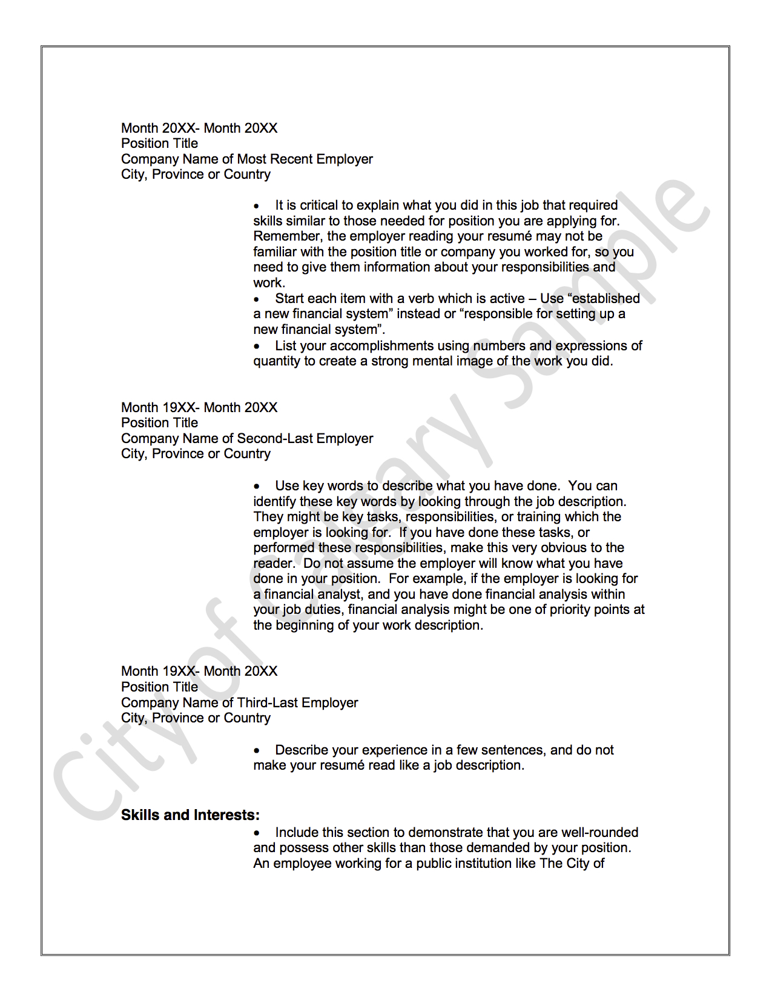 Month 20XX- Month 20XX
Position Title
Company Name of Most Recent Employer
City, Province or Country
• It is critical to explain what you did in this job that required
skills similar to those needed for position you are applying for.
Remember, the employer reading your resumé may not be
familiar with the position title or company you worked for, so you
need to give them information about your responsibilities and
work.
• Start each item with a verb which is active – Use “established
a new financial system” instead or “responsible for setting up a
new financial system”.
• List your accomplishments using numbers and expressions of
quantity to create a strong mental image of the work you did.
Month 19XX- Month 20XX
Position Title
Company Name of Second-Last Employer
City, Province or Country
• Use key words to describe what you have done.  You can
identify these key words by looking through the job description.
They might be key tasks, responsibilities, or training which the
employer is looking for.  If you have done these tasks, or
performed these responsibilities, make this very obvious to the
reader.  Do not assume the employer will know what you have
done in your position.  For example, if the employer is looking for
a financial analyst, and you have done financial analysis within
your job duties, financial analysis might be one of priority points at
the beginning of your work description.
Month 19XX- Month 20XX
Position Title
Company Name of Third-Last Employer
City, Province or Country
• Describe your experience in a few sentences, and do not
make your resumé read like a job description.
Skills and Interests:
• Include this section to demonstrate that you are well-rounded
and possess other skills than those demanded by your position.
An employee working for a public institution like The City of
City of Calgary Sample